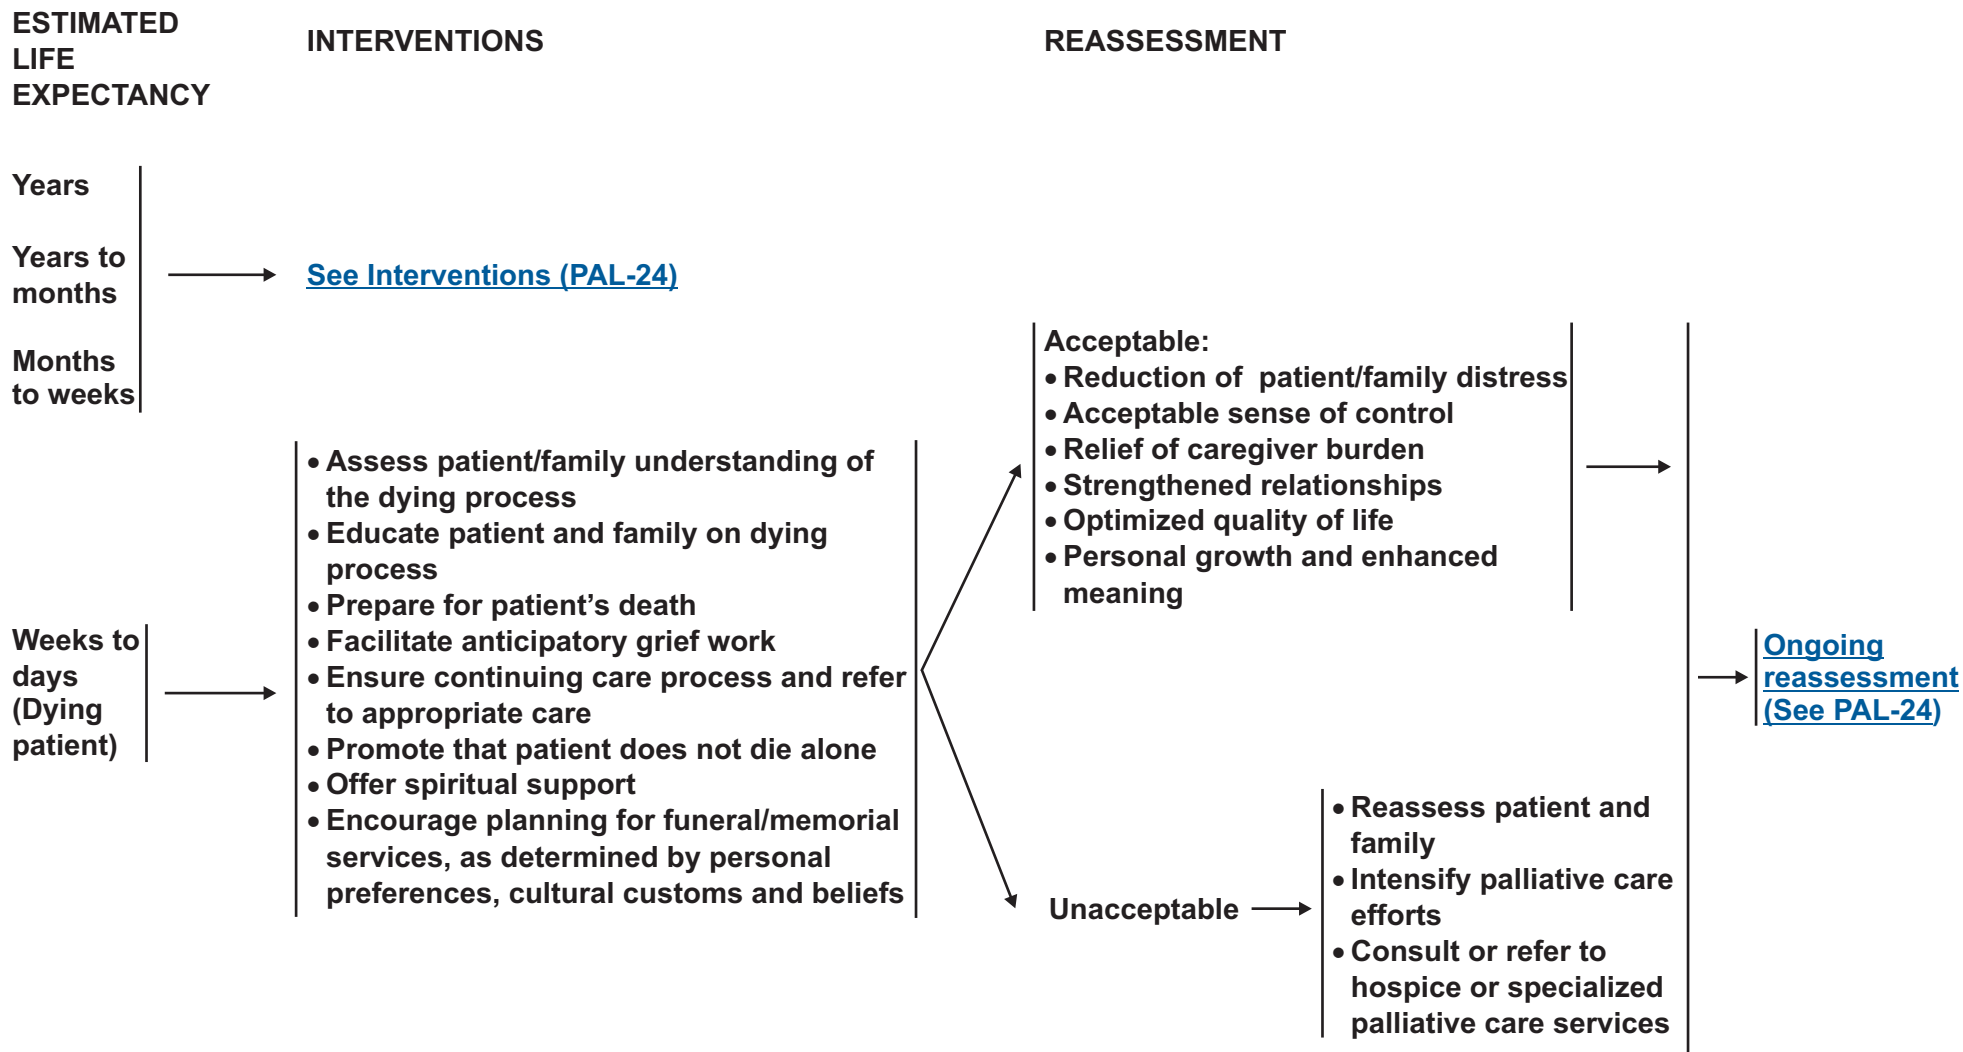 ESTIMATED
LIFE
EXPECTANCY
INTERVENTIONS
REASSESSMENT
Years
Years to
months
Months
to weeks
See Interventions (PAL-24)
Weeks to
days
(Dying
patient)
• Assess patient/family understanding of
the dying process
• Educate patient and family on dying
process
• Prepare for patient’s death
• Facilitate anticipatory grief work
• Ensure continuing care process and refer
to appropriate care
• Promote that patient does not die alone
• Offer spiritual support
• Encourage planning for funeral/memorial
services, as determined by personal
preferences, cultural customs and beliefs
Acceptable:
• Reduction of patient/family distress
• Acceptable sense of control
• Relief of caregiver burden
• Strengthened relationships
• Optimized quality of life
• Personal growth and enhanced
meaning
Unacceptable
• Reassess patient and
family
• Intensify palliative care
efforts
• Consult or refer to
hospice or specialized
palliative care services
Ongoing
reassessment
(See PAL-24)